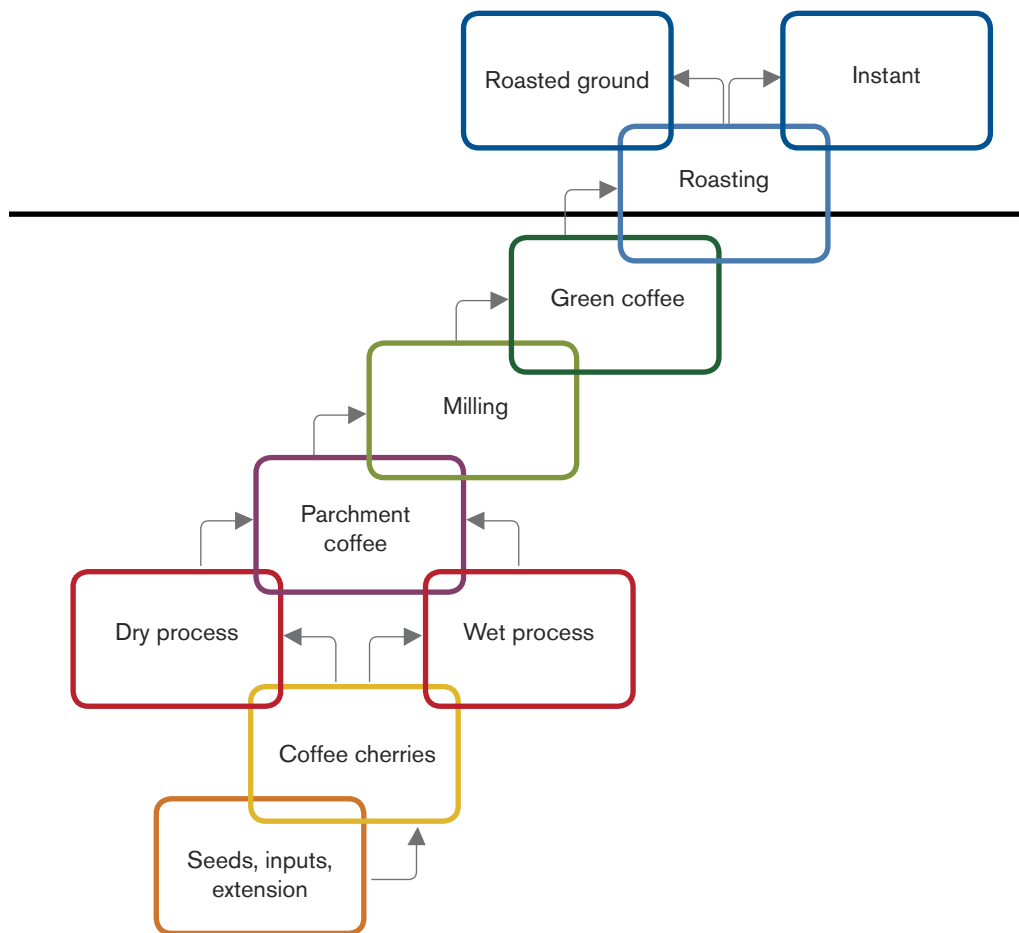 Roasted ground
Instant
Roasting
Green coffee
Milling
Parchment
coffee
Dry process
Wet process
Coffee cherries
Seeds, inputs,
extension